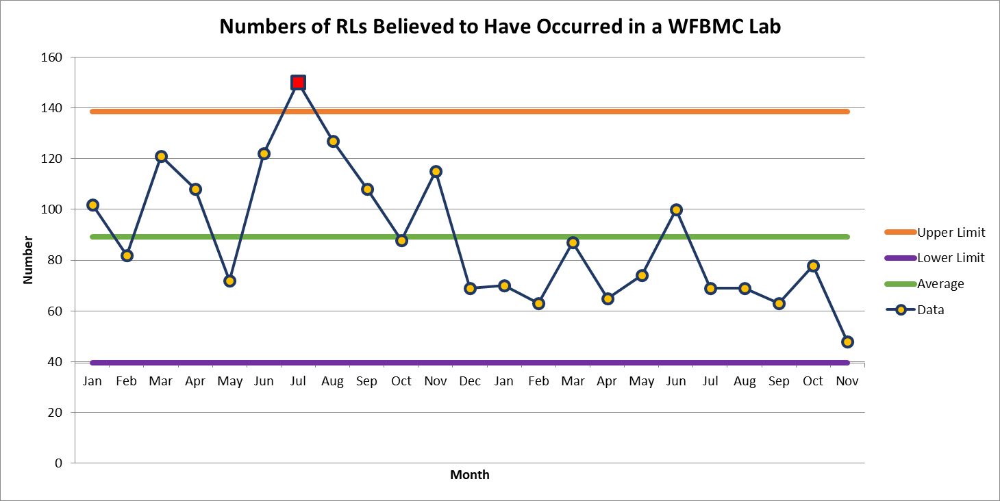 Numbers of RLs Believed to Have Occurred in a WFBMC Lab
160
140
120
100
80
60
40
20
0
Number
Jan Feb Mar Apr May Jun Jul Aug Sep Oct Nov Dec Jan Feb Mar Apr May Jun Jul Aug Sep Oct Nov
Month
Upper Limit
Lower Limit
Average
Data